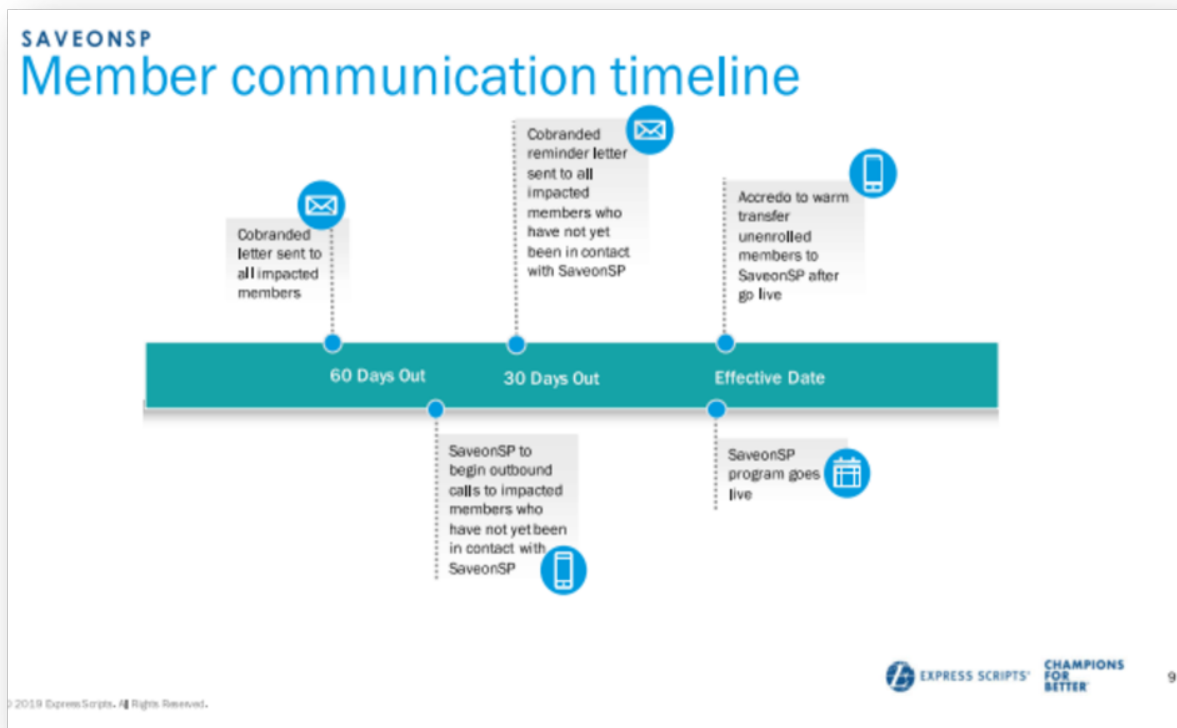 SAVEONSP
Member communication timeline
Cobranded
letter sent to
all impacted
members
Cobranded
reminder letter
sent to all
impacted
members who
have not yet
been in contact
with SaveonSP
Accredo to warm
transfer
unenrolled
members to
SaveonSP after
go live
60 Days Out
30 Days Out
Effective Date
SaveonSP to
begin outbound
calls to impacted
members who
have not yet been
in contact with
SaveonSP
SaveonSP
program goes
live
EXPRESS SCRIPTS®
CHAMPIONS
FOR
BETTER
9
© 2019 Express Scripts. All Rights Reserved.